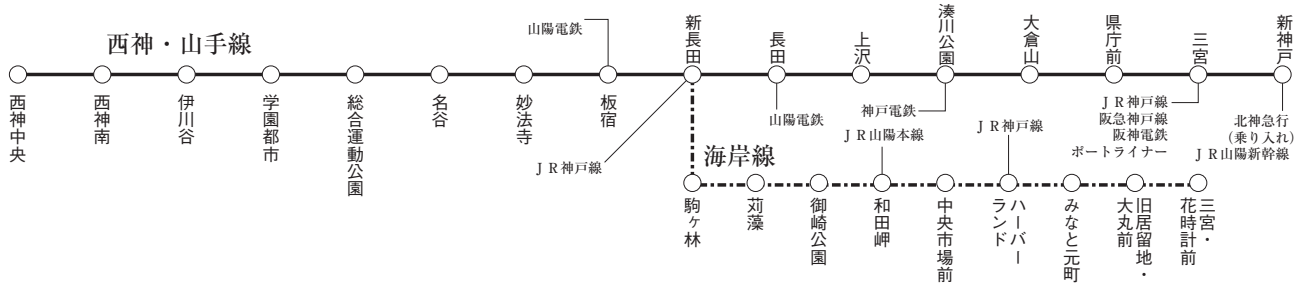 西神・山手線
山陽電鉄
西神中央
西神南
伊川谷
学園都市
総合運動公園
名谷
妙法寺
板宿
新長田
長田
上沢
湊川公園
大倉山
県庁前
三宮
新神戸
JR神戸線
山陽電鉄
神戸電鉄
JR山陽本線
JR神戸線
JR神戸線
阪急神戸線
阪神電鉄
ポートライナー
北神急行
(乗り入れ)
JR山陽新幹線
海岸線
駒ヶ林
苅藻
御崎公園
和田岬
中央市場前
ハーバー
ランド
みなと元町
旧居留地・
大丸前
三宮・
花時計前